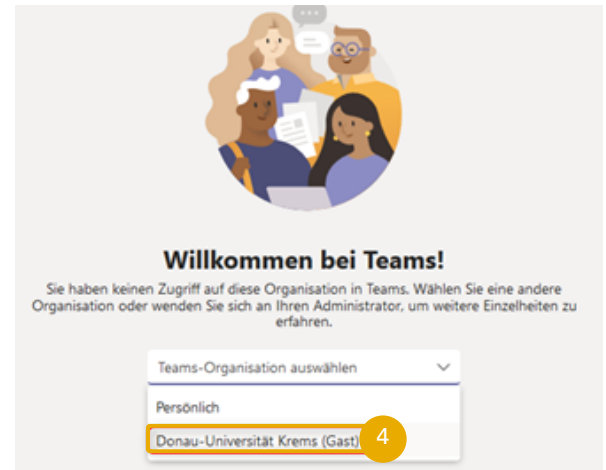 Willkommen bei Teams!
Sie haben keinen Zugriff auf diese Organisation in Teams. Wählen Sie eine andere
Organisation oder wenden Sie sich an Ihren Administrator, um weitere Einzelheiten zu
erfahren.
Teams-Organisation auswählen
Persönlich
Donau-Universität Krems (Gast) 4